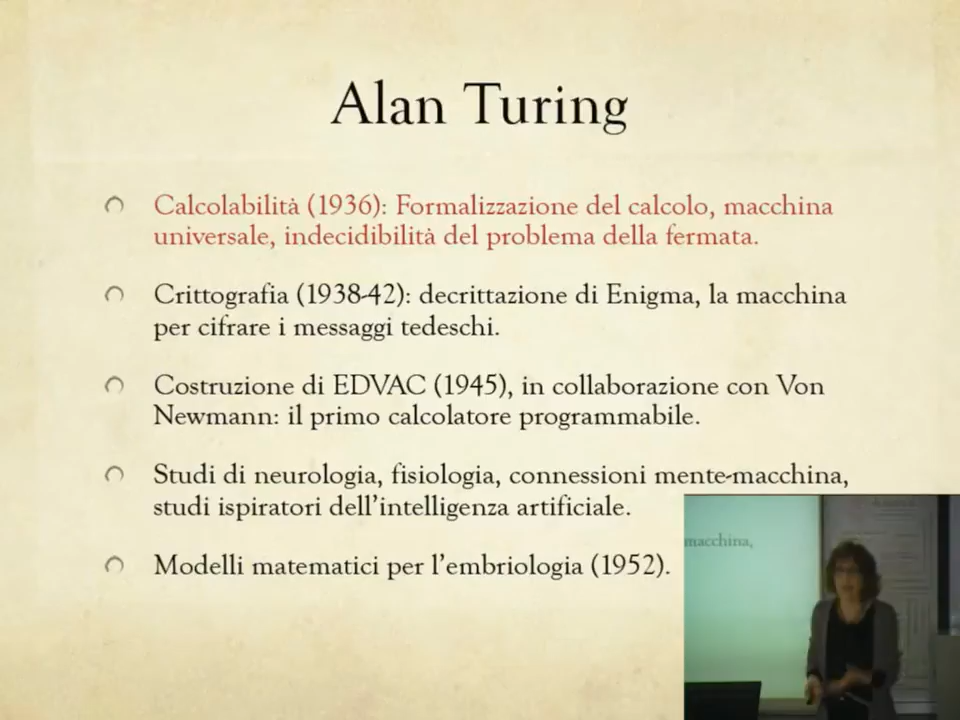 Alan Turing
Calcolabilità (1936): Formalizzazione del calcolo, macchina
universale, indecidibilità del problema della fermata.
Crittografia (1938-42): decrittazione di Enigma, la macchina
per cifrare i messaggi tedeschi.
Costruzione di EDVAC (1945), in collaborazione con Von
Newmann: il primo calcolatore programmabile.
Studi di neurologia, fisiologia, connessioni mente-macchina,
studi ispiratori dell'intelligenza artificiale.
Modelli matematici per l'embriologia (1952).
macchina,